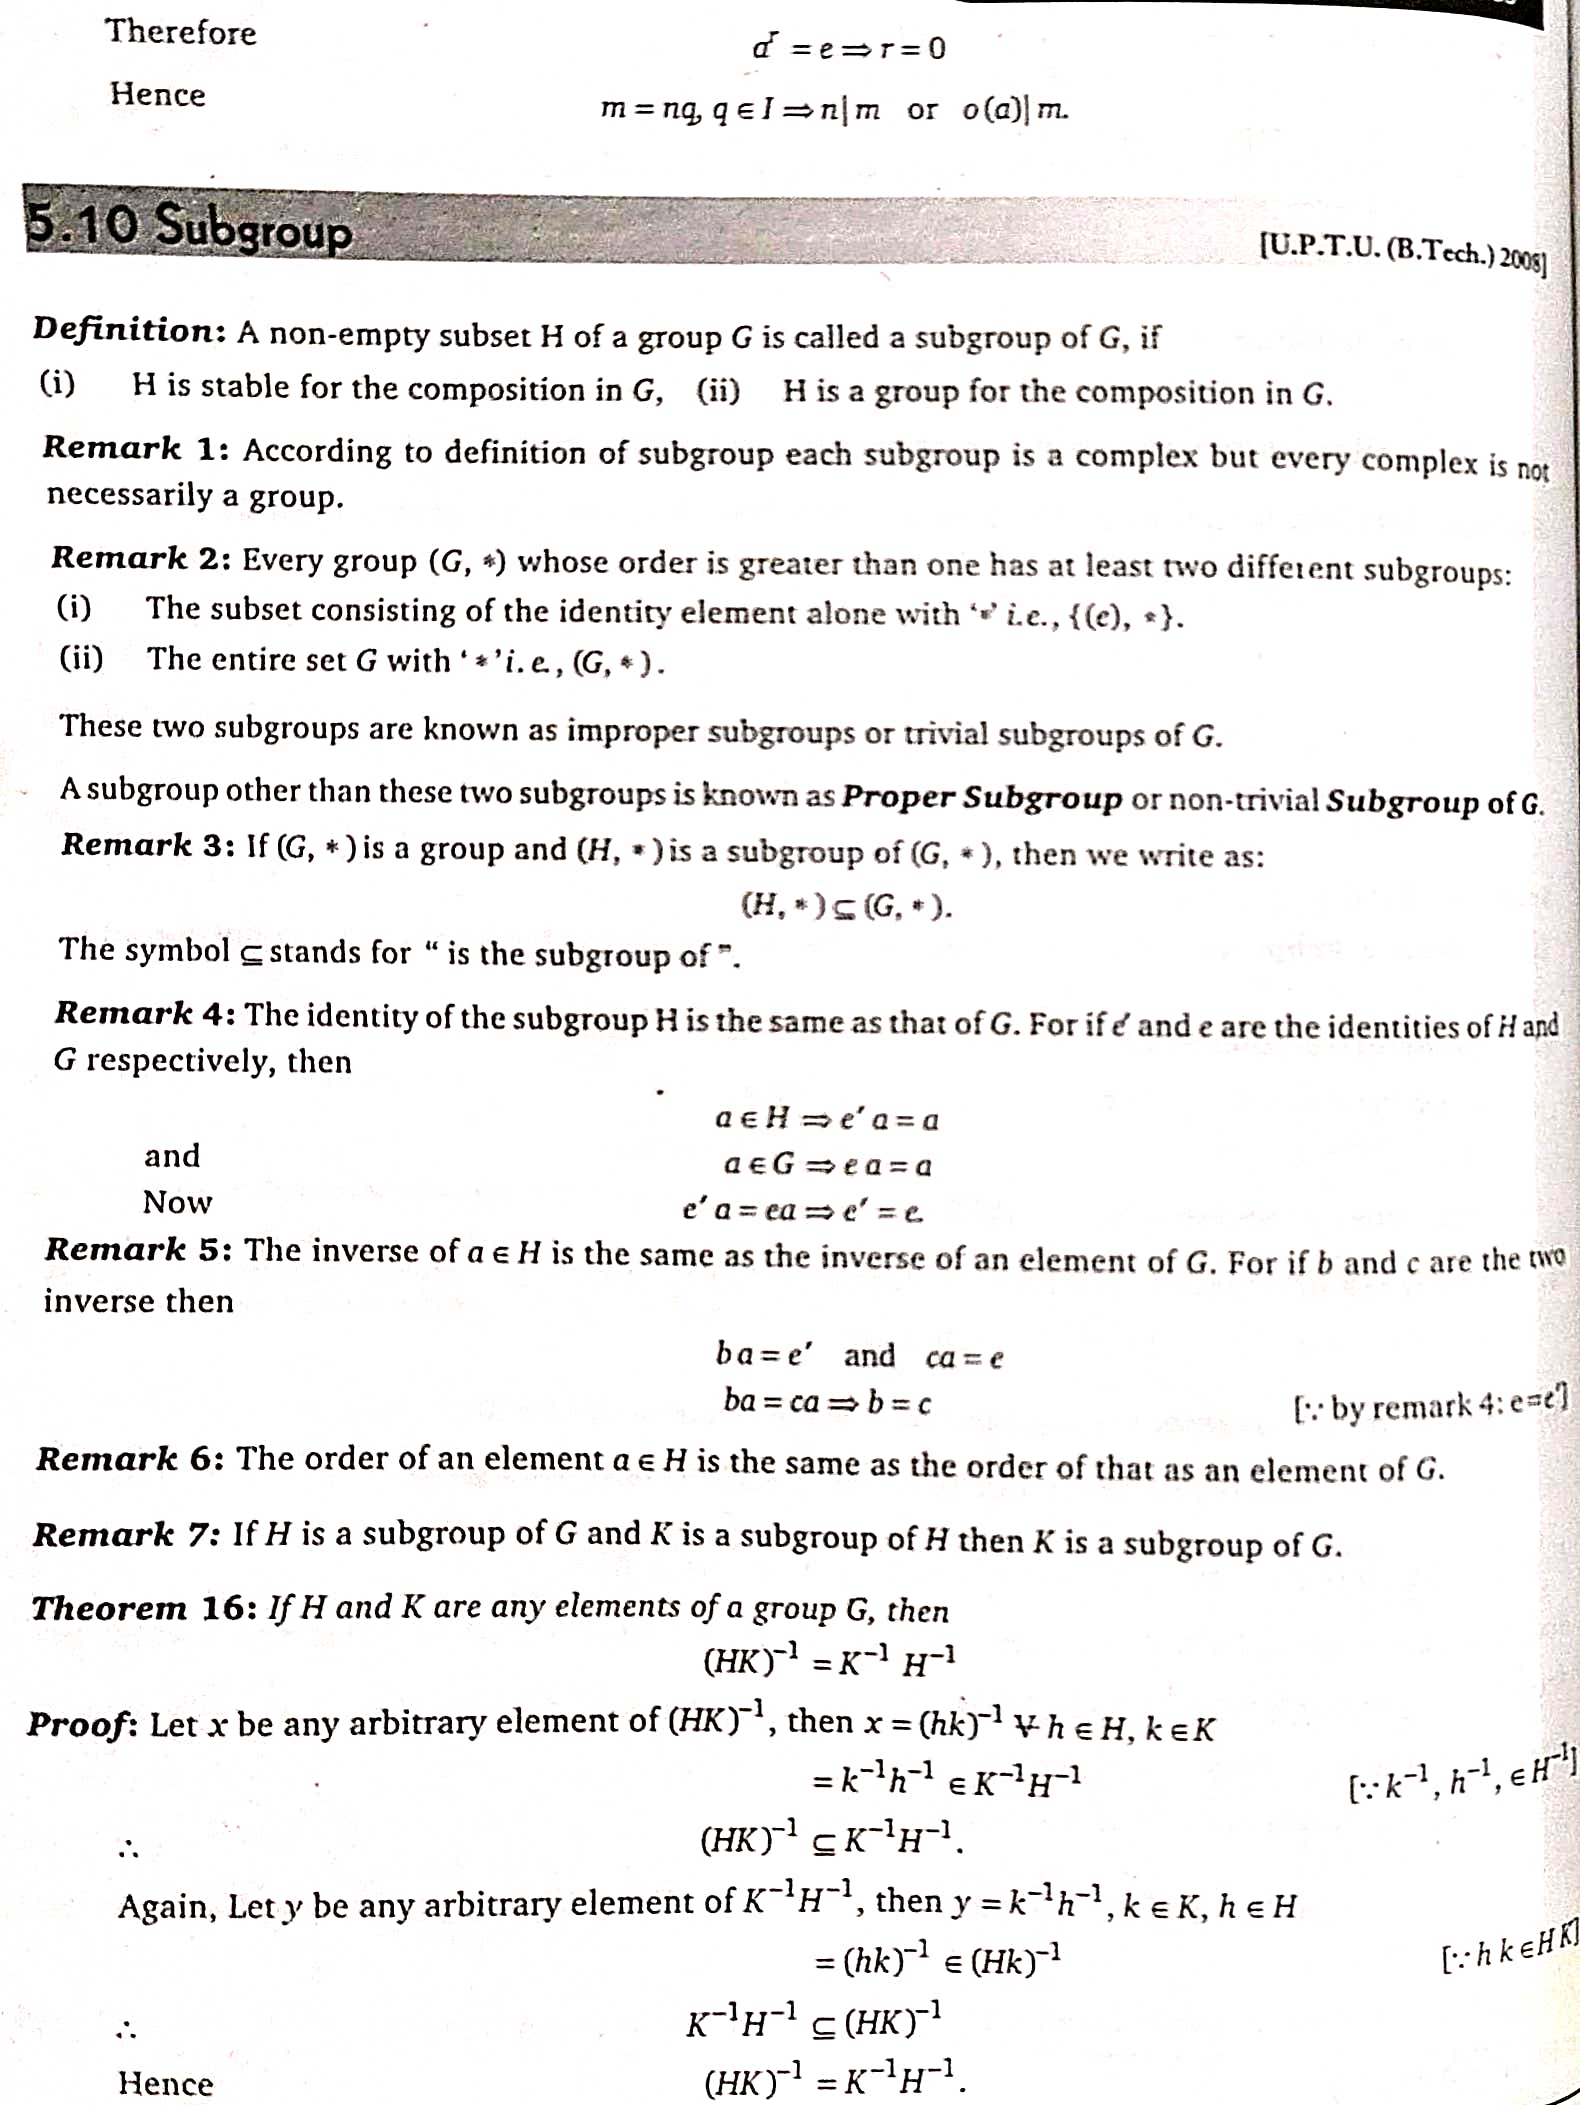 Therefore
aʳ = e ⇒ r = 0
Hence
m = nq, q ∈ I ⇒ n| m or o(a)| m.
5.10 Subgroup
[U.P.T.U. (B.Tech.) 2008]
Definition: A non-empty subset H of a group G is called a subgroup of G, if
(i) H is stable for the composition in G, (ii) H is a group for the composition in G.
Remark 1: According to definition of subgroup each subgroup is a complex but every complex is not
necessarily a group.
Remark 2: Every group (G, *) whose order is greater than one has at least two different subgroups:
(i) The subset consisting of the identity element alone with ‘*’ i.e., {(e), *}.
(ii) The entire set G with ‘ * ’ i. e., (G, * ).
These two subgroups are known as improper subgroups or trivial subgroups of G.
A subgroup other than these two subgroups is known as Proper Subgroup or non-trivial Subgroup of G.
Remark 3: If (G, * ) is a group and (H, * ) is a subgroup of (G, * ), then we write as:
(H, * ) ⊆ (G, * ).
The symbol ⊆ stands for “ is the subgroup of ”.
Remark 4: The identity of the subgroup H is the same as that of G. For if e′ and e are the identities of H and
G respectively, then
a ∈ H ⇒ e′ a = a
and a ∈ G ⇒ e a = a
Now e′ a = ea ⇒ e′ = e.
Remark 5: The inverse of a ∈ H is the same as the inverse of an element of G. For if b and c are the two
inverse then
ba = e′ and ca = e
ba = ca ⇒ b = c [∵ by remark 4: e = e′]
Remark 6: The order of an element a ∈ H is the same as the order of that as an element of G.
Remark 7: If H is a subgroup of G and K is a subgroup of H then K is a subgroup of G.
Theorem 16: If H and K are any elements of a group G, then
(HK)⁻¹ = K⁻¹ H⁻¹
Proof: Let x be any arbitrary element of (HK)⁻¹, then x = (hk)⁻¹ ∀ h ∈ H, k ∈ K
= k⁻¹h⁻¹ ∈ K⁻¹H⁻¹ [∵ k⁻¹, h⁻¹, ∈ H⁻¹]
∴ (HK)⁻¹ ⊆ K⁻¹H⁻¹.
Again, Let y be any arbitrary element of K⁻¹H⁻¹, then y = k⁻¹h⁻¹, k ∈ K, h ∈ H
= (hk)⁻¹ ∈ (Hk)⁻¹ [∵ h k ∈ HK]
∴ K⁻¹H⁻¹ ⊆ (HK)⁻¹
Hence (HK)⁻¹ = K⁻¹H⁻¹.